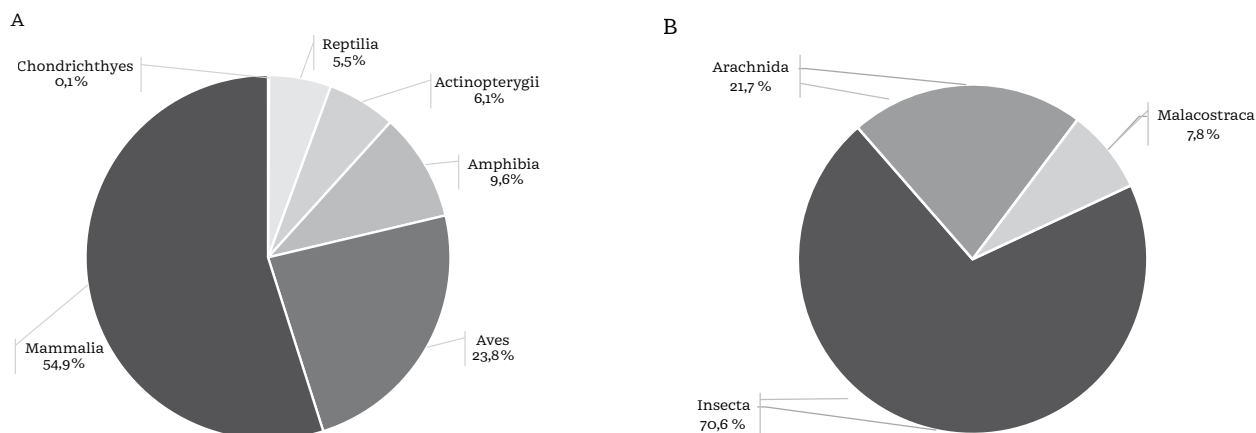 A
Reptilia
5,5%
Chondrichthyes
0,1%
Actinopterygii
6,1%
Amphibia
9,6%
Aves
23,8%
Mammalia
54,9%
B
Arachnida
21,7 %
Malacostraca
7,8 %
Insecta
70,6 %